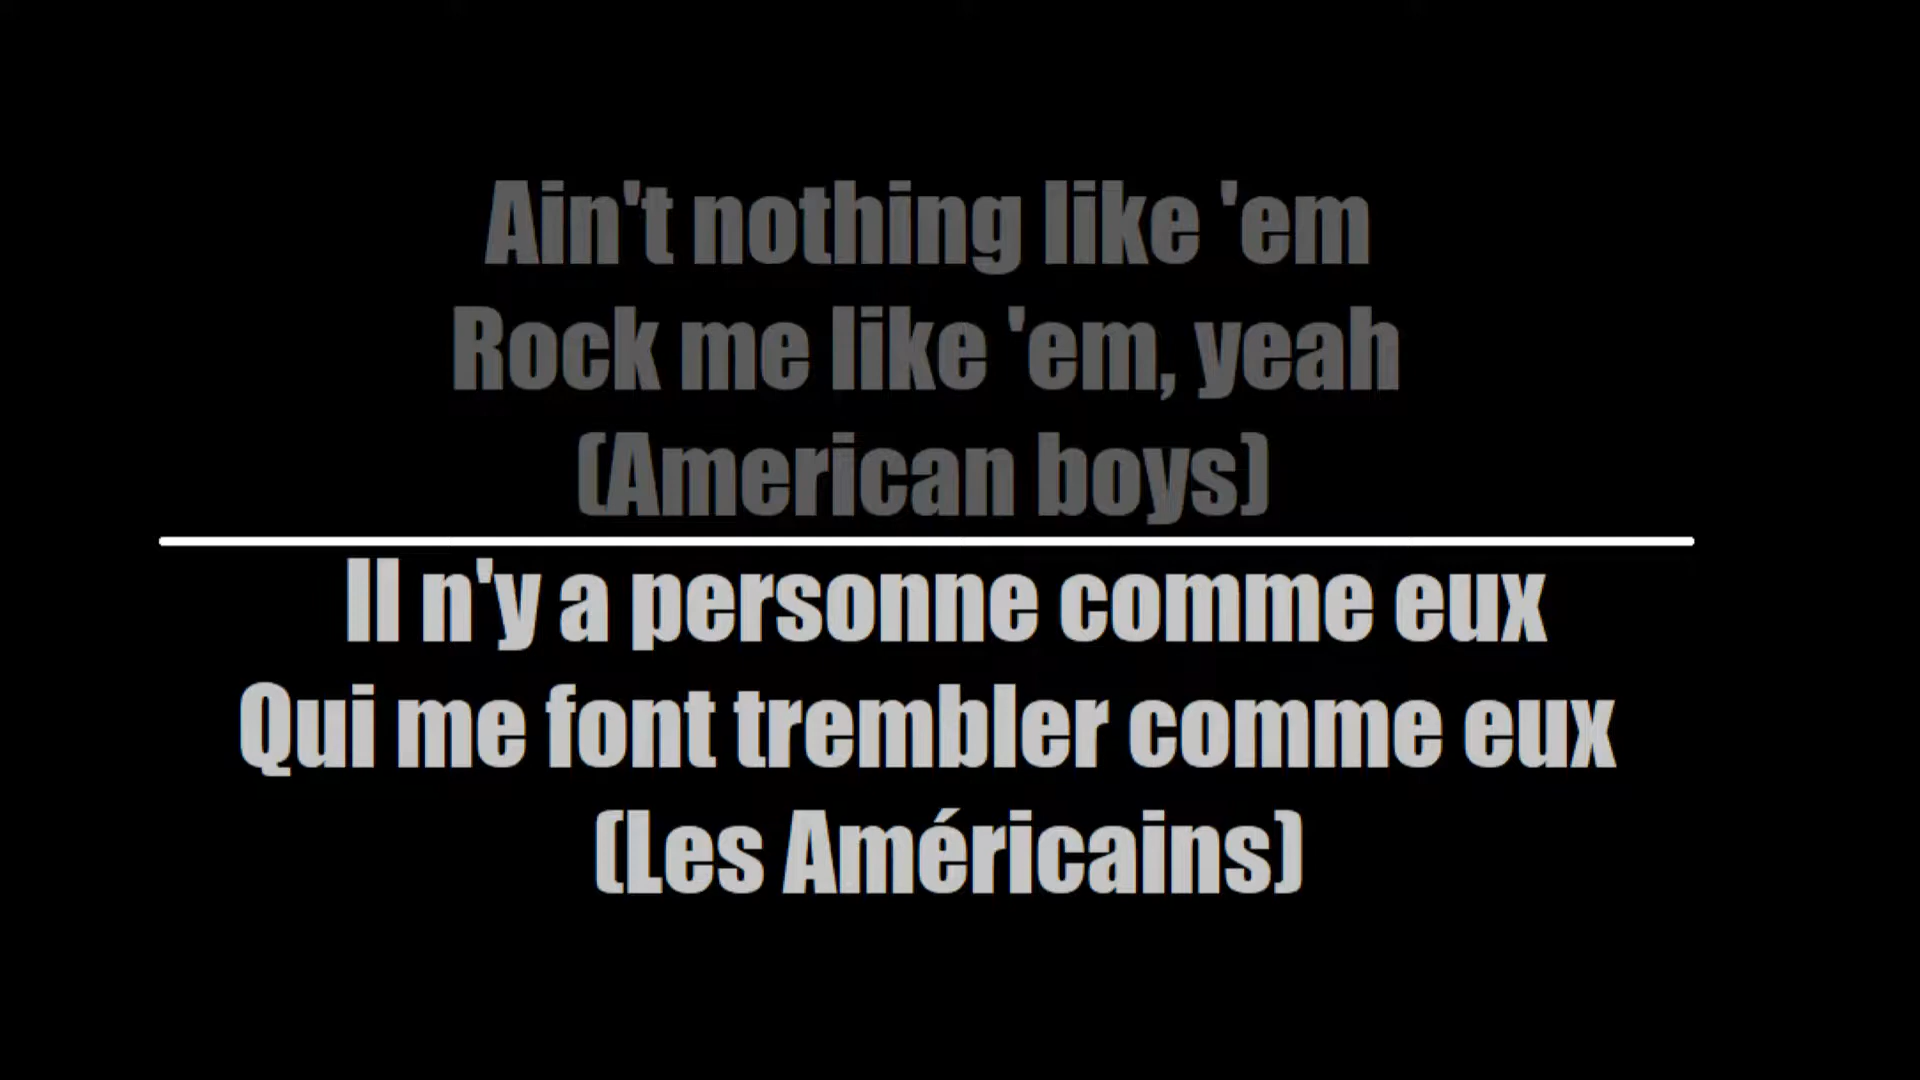 Ain't nothing like 'em
Rock me like 'em, yeah
(American boys)
Il n'y a personne comme eux
Qui me font trembler comme eux
(Les Américains)